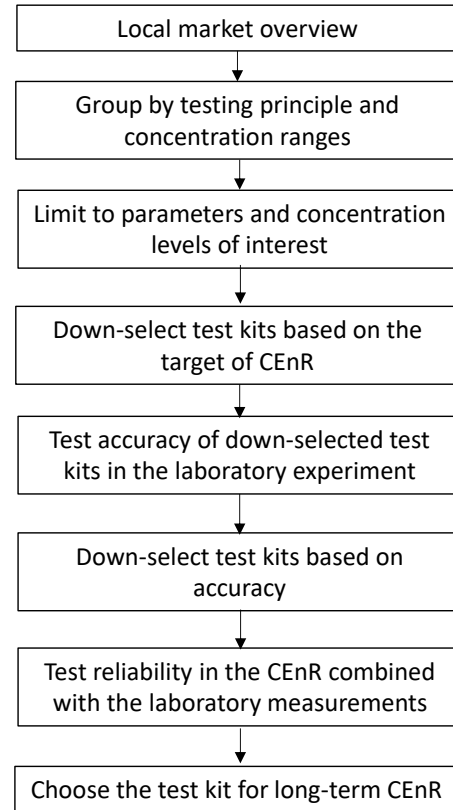 Local market overview
Group by testing principle and
concentration ranges
Limit to parameters and concentration
levels of interest
Down-select test kits based on the
target of CEnR
Test accuracy of down-selected test
kits in the laboratory experiment
Down-select test kits based on
accuracy
Test reliability in the CEnR combined
with the laboratory measurements
Choose the test kit for long-term CEnR